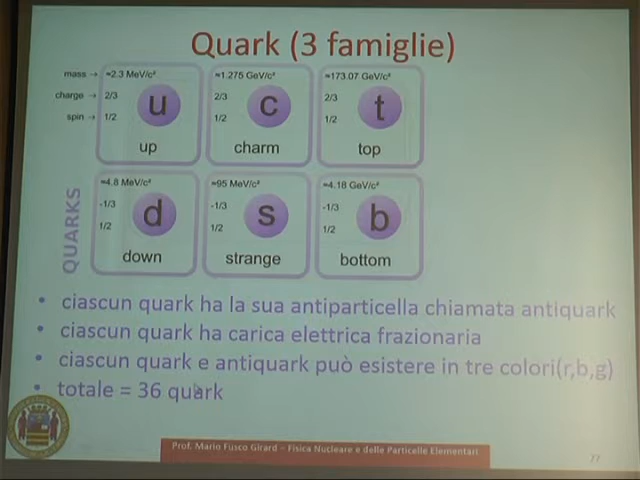 Quark (3 famiglie)
mass → ≈2.3 MeV/c² ≈1.275 GeV/c² ≈173.07 GeV/c²
charge → 2/3 2/3 2/3
spin → 1/2 1/2 1/2
u c t
up charm top
QUARKS
≈4.8 MeV/c² ≈95 MeV/c² ≈4.18 GeV/c²
-1/3 -1/3 -1/3
1/2 1/2 1/2
d s b
down strange bottom
• ciascun quark ha la sua antiparticella chiamata antiquark
• ciascun quark ha carica elettrica frazionaria
• ciascun quark e antiquark può esistere in tre colori(r,b,g)
• totale = 36 quark
Prof. Mario Fusco Girard – Fisica Nucleare e delle Particelle Elementari
77